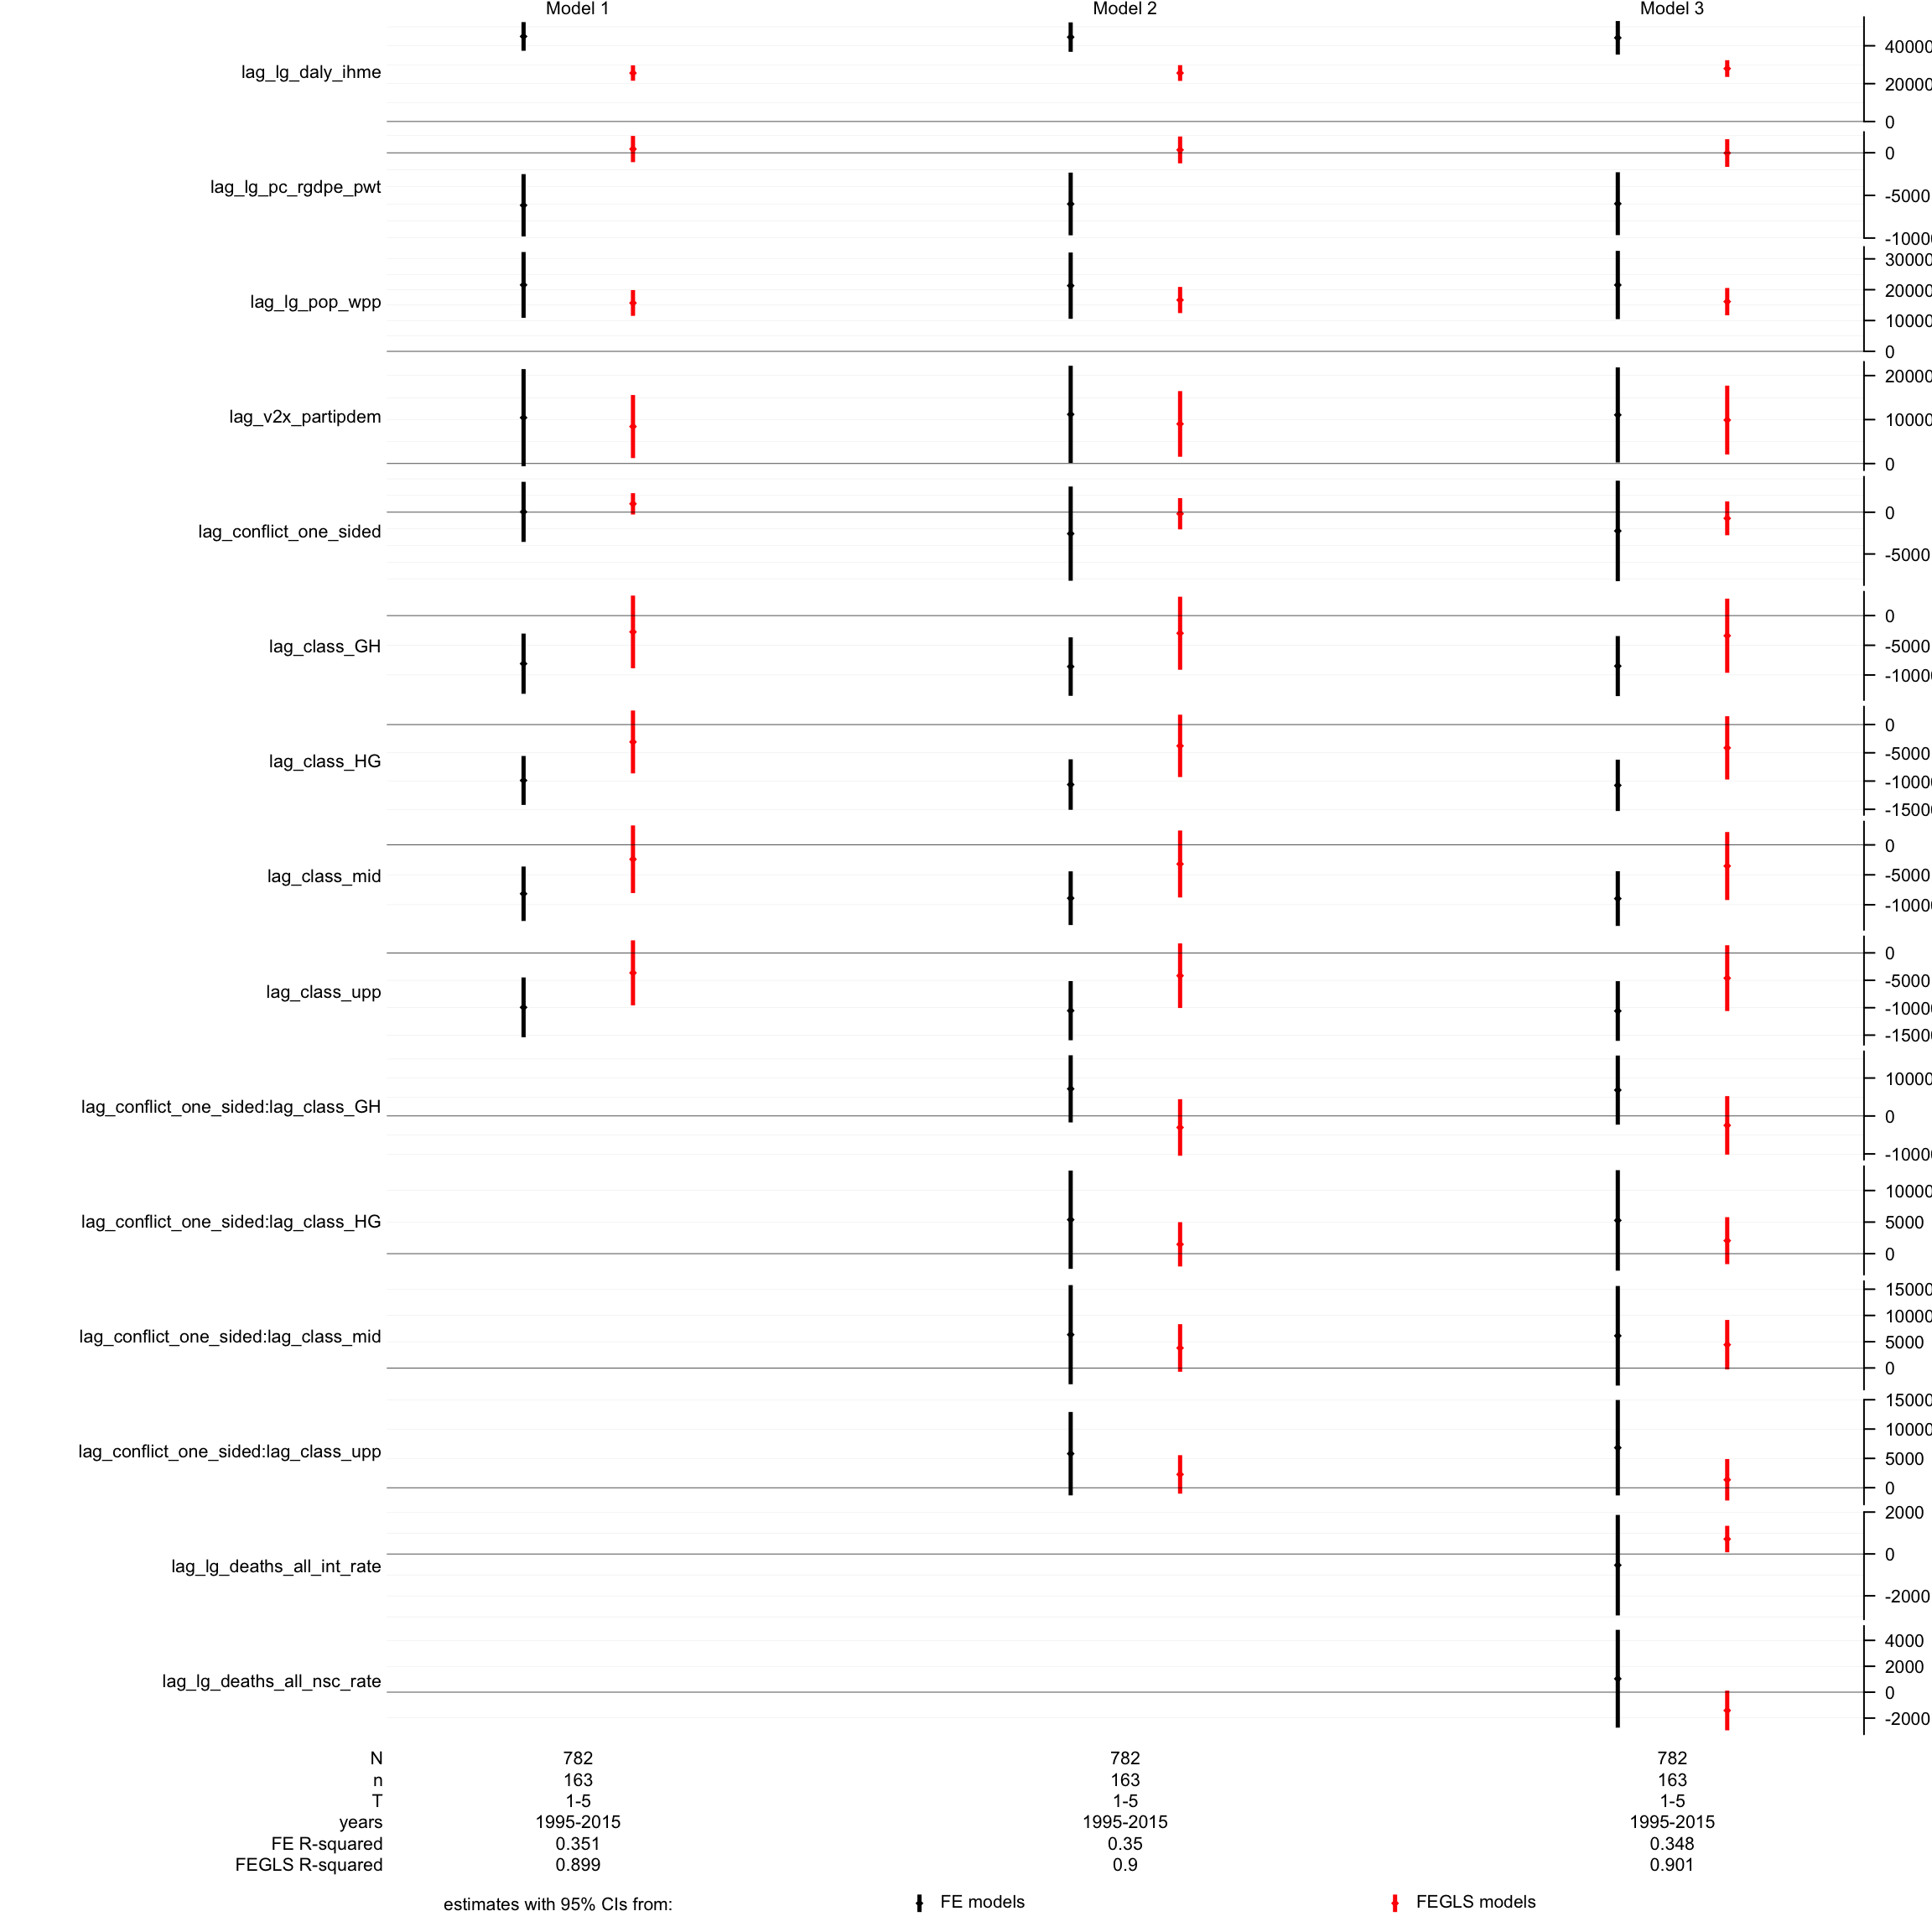 Model 1 Model 2 Model 3
lag_lg_daly_ihme
40000
20000
0
lag_lg_pc_rgdpe_pwt
0
-5000
-10000
lag_lg_pop_wpp
30000
20000
10000
0
lag_v2x_partipdem
20000
10000
0
lag_conflict_one_sided
0
-5000
lag_class_GH
0
-5000
-10000
lag_class_HG
0
-5000
-10000
-15000
lag_class_mid
0
-5000
-10000
lag_class_upp
0
-5000
-10000
-15000
lag_conflict_one_sided:lag_class_GH
10000
0
-10000
lag_conflict_one_sided:lag_class_HG
10000
5000
0
lag_conflict_one_sided:lag_class_mid
15000
10000
5000
0
lag_conflict_one_sided:lag_class_upp
15000
10000
5000
0
lag_lg_deaths_all_int_rate
2000
0
-2000
lag_lg_deaths_all_nsc_rate
4000
2000
0
-2000
N 782 782 782
n 163 163 163
T 1-5 1-5 1-5
years 1995-2015 1995-2015 1995-2015
FE R-squared 0.351 0.35 0.348
FEGLS R-squared 0.899 0.9 0.901
estimates with 95% CIs from: FE models FEGLS models